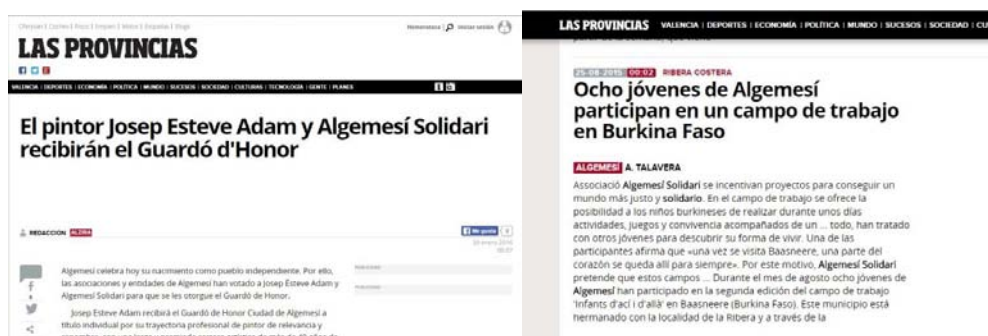 LAS PROVINCIAS
VALENCIA | DEPORTES | ECONOMÍA | POLÍTICA | MUNDO | SUCESOS | SOCIEDAD | CULTURAS | TECNOLOGÍA | GENTE | PLANES
El pintor Josep Esteve Adam y Algemesí Solidari
recibirán el Guardó d'Honor
REDACCIÓN ALZIRA
Me gusta
Algemesí celebra hoy su nacimiento como pueblo independiente. Por ello,
las asociaciones y entidades de Algemesí han votado a Josep Esteve Adam y
Algemesí Solidari para que se les otorgue el Guardó de Honor.
Josep Esteve Adam recibirá el Guardó de Honor Ciudad de Algemesí a
título individual por su trayectoria profesional de pintor de relevancia y
LAS PROVINCIAS VALENCIA | DEPORTES | ECONOMÍA | POLÍTICA | MUNDO | SUCESOS | SOCIEDAD | CU
25-08-2015 00:02 RIBERA COSTERA
Ocho jóvenes de Algemesí
participan en un campo de trabajo
en Burkina Faso
ALGEMESÍ A. TALAVERA
Associació Algemesí Solidari se incentivan proyectos para conseguir un
mundo más justo y solidario. En el campo de trabajo se ofrece la
posibilidad a los niños burkineses de realizar durante unos días
actividades, juegos y convivencia acompañados de un ... todo, han tratado
con otros jóvenes para descubrir su forma de vivir. Una de las
participantes afirma que «una vez se visita Baasneere, una parte del
corazón se queda allí para siempre». Por este motivo, Algemesí Solidari
pretende que estos campos ... Durante el mes de agosto ocho jóvenes de
Algemesí han participado en la segunda edición del campo de trabajo
'Infants d'ací i d'allà' en Baasneere (Burkina Faso). Este municipio está
hermanado con la localidad de la Ribera y a través de la